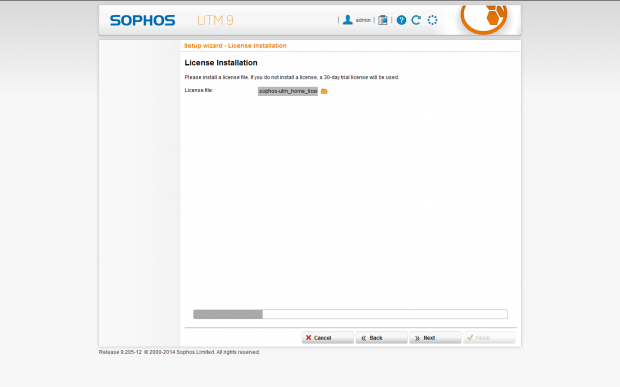 SOPHOS UTM 9
admin
Setup wizard - License Installation
License Installation
Please install a license file. If you do not install a license, a 30-day trial license will be used.
License file: sophos-utm_home_licen
Cancel Back Next Finish
Release 9.205-12 © 2000-2014 Sophos Limited. All rights reserved.